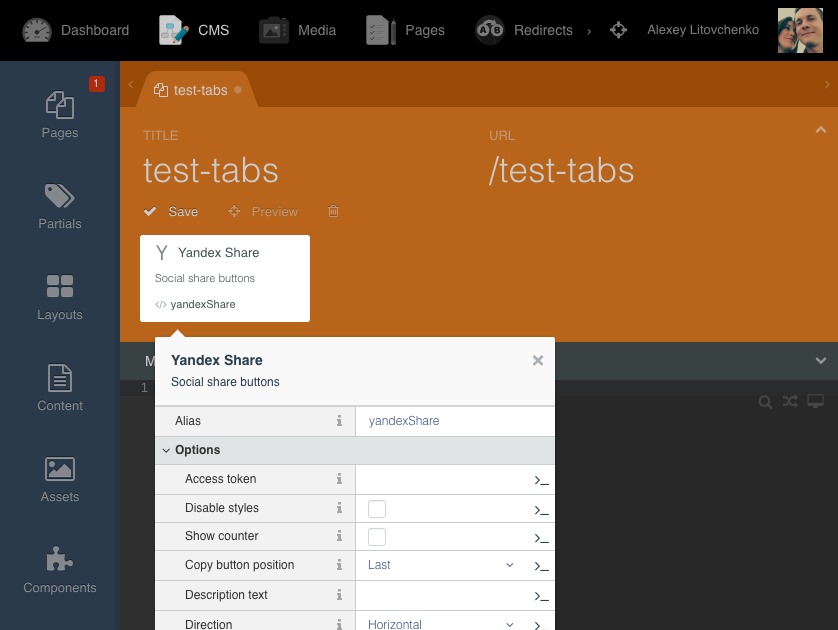 Dashboard
CMS
Media
Pages
Redirects
Alexey Litovchenko
1
Pages
Partials
Layouts
Content
Assets
Components
test-tabs
TITLE
URL
test-tabs
/test-tabs
Save
Preview
Yandex Share
Social share buttons
</> yandexShare
M
1
Yandex Share
Social share buttons
Alias
yandexShare
Options
Access token
Disable styles
Show counter
Copy button position
Last
Description text
Direction
Horizontal